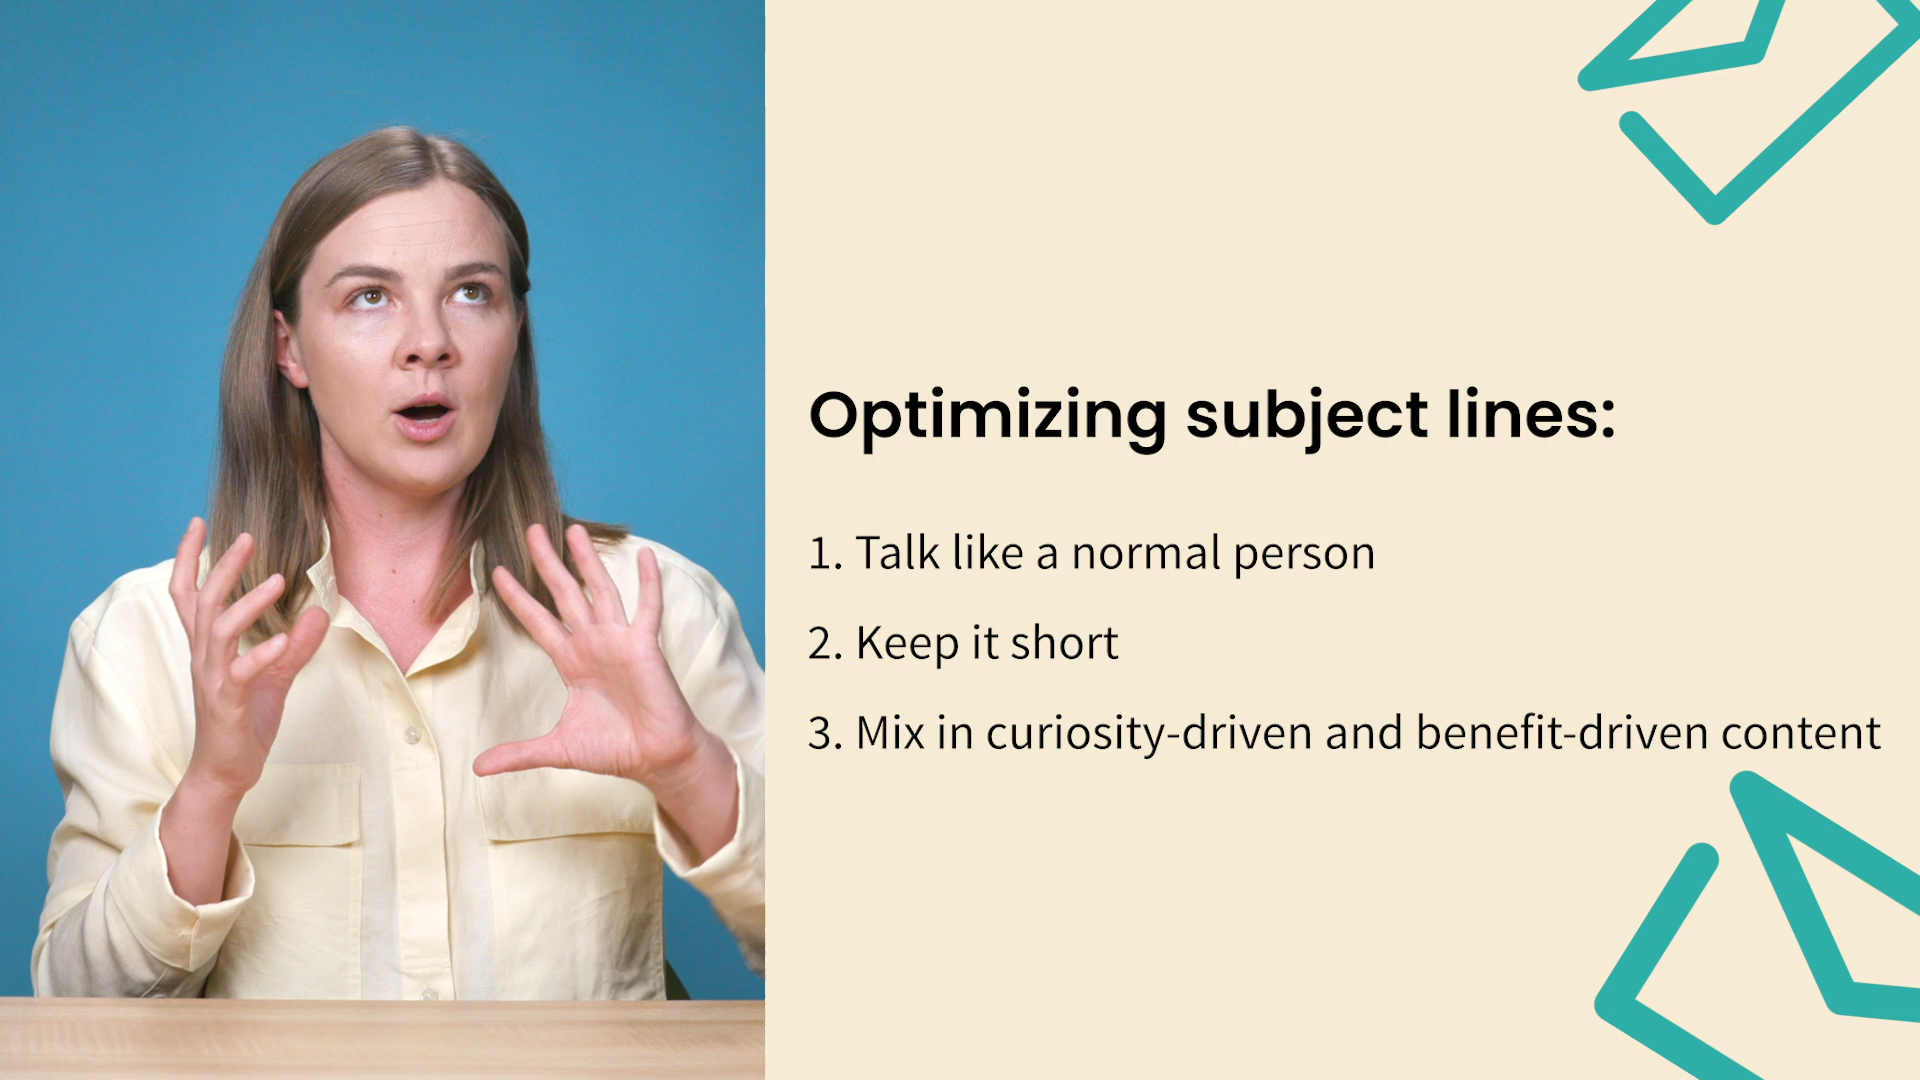 Optimizing subject lines:
1. Talk like a normal person
2. Keep it short
3. Mix in curiosity-driven and benefit-driven content